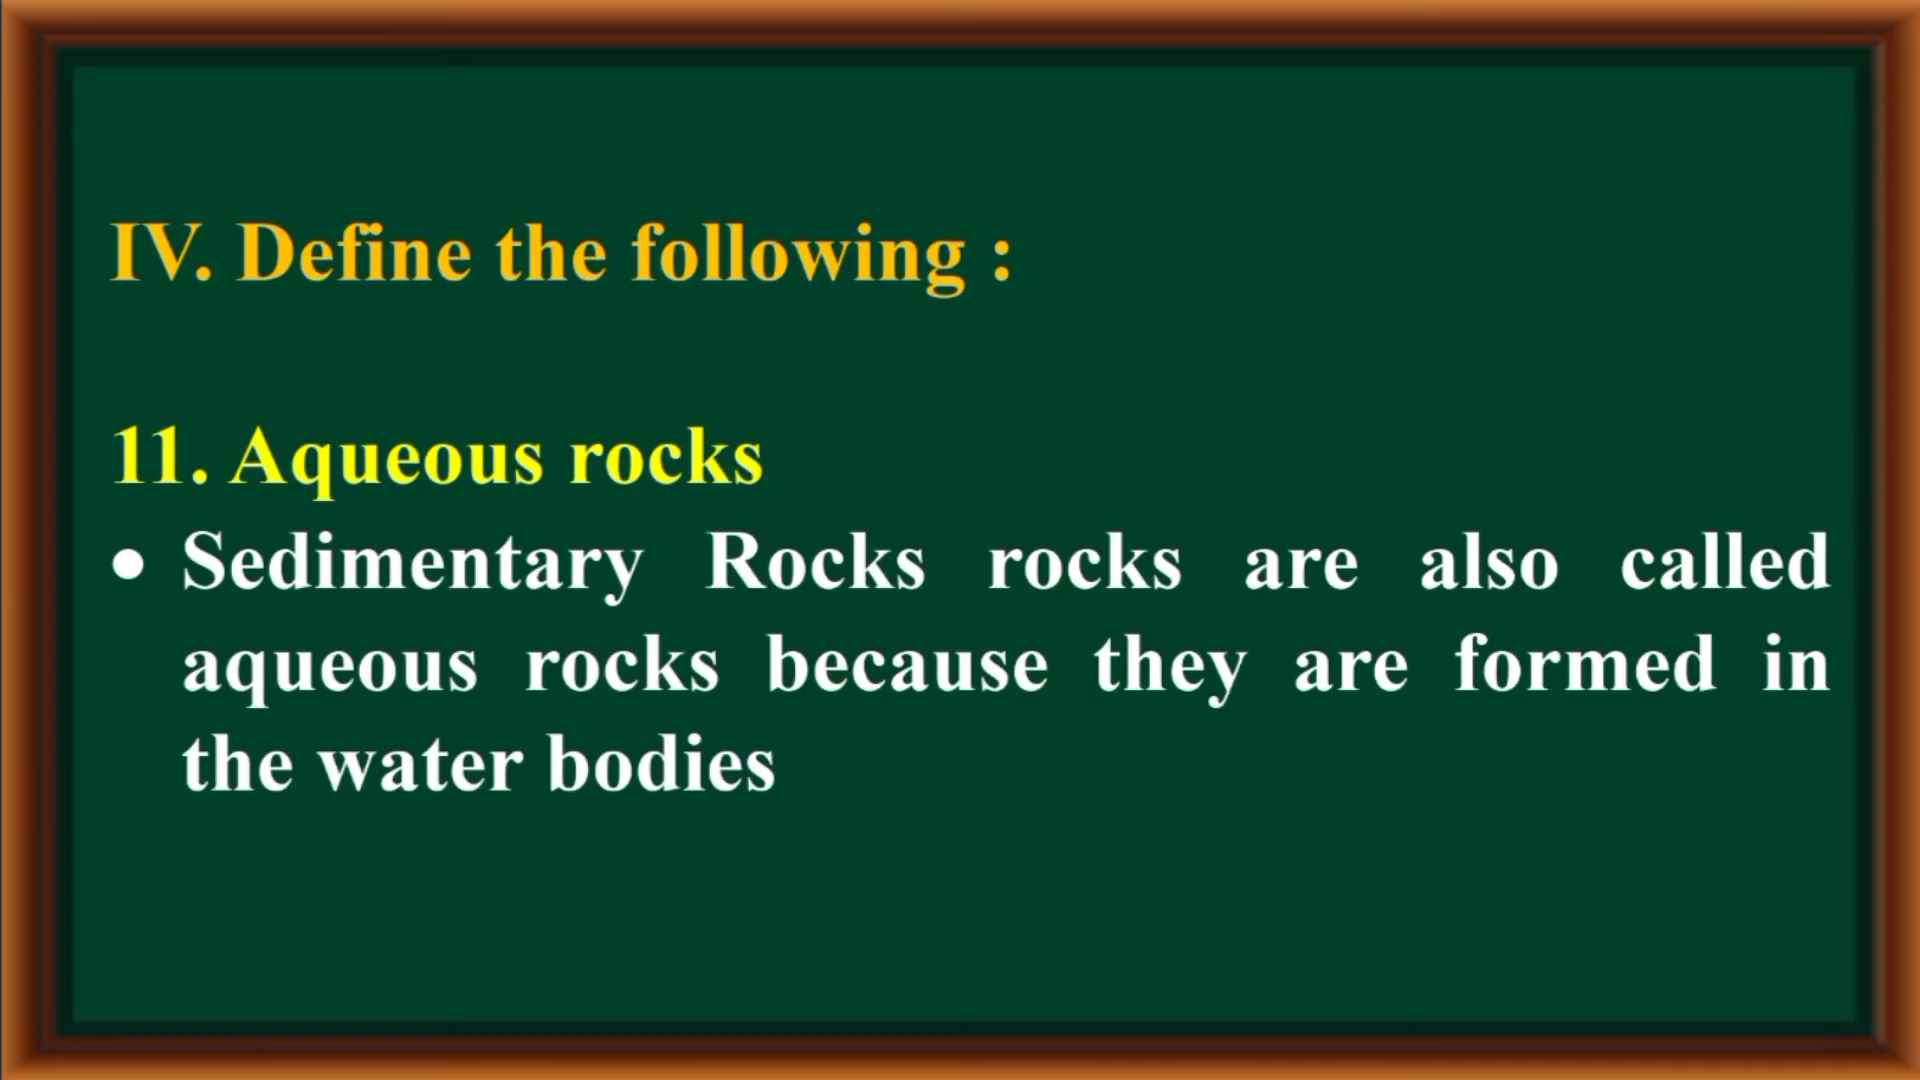 IV. Define the following :
11. Aqueous rocks
• Sedimentary Rocks rocks are also called
aqueous rocks because they are formed in
the water bodies